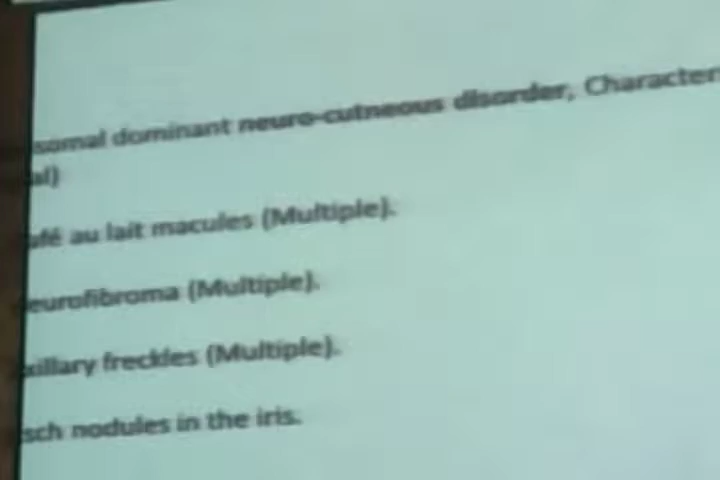 somal dominant neuro-cutneous disorder, Character
al)
afé au lait macules (Multiple).
eurofibroma (Multiple).
xillary freckles (Multiple).
sch nodules in the iris.